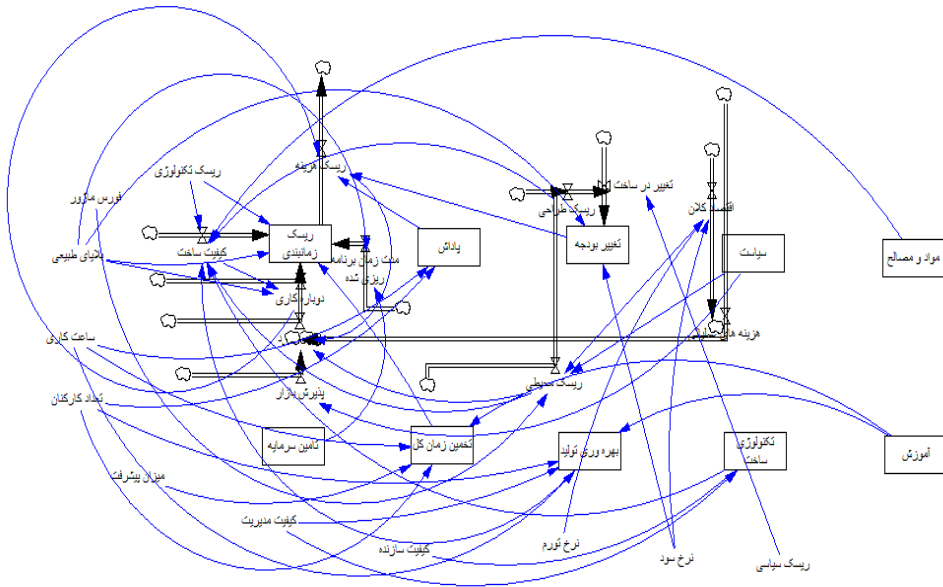 ریسک هزینه
ریسک تکنولوژی
تغییر در ساخت
فورس ماژور
ریسک طراحی
اقتصاد کلان
ریسک
زمانبندی
کیفیت ساخت
پاداش
تغییر بودجه
سیاست
مواد و مصالح
بلایای طبیعی
مدت زمان برنامه
ریزی شده
دوباره کاری
ساعت کاری
هزینه های
ریسک محیطی
پذیرش بازار
تعداد کارکنان
تامین سرمایه
تخمین زمان کل
بهره وری تولید
تکنولوژی
ساخت
آموزش
میزان پیشرفت
کیفیت مدیریت
کیفیت سازنده
نرخ تورم
نرخ سود
ریسک سیاسی